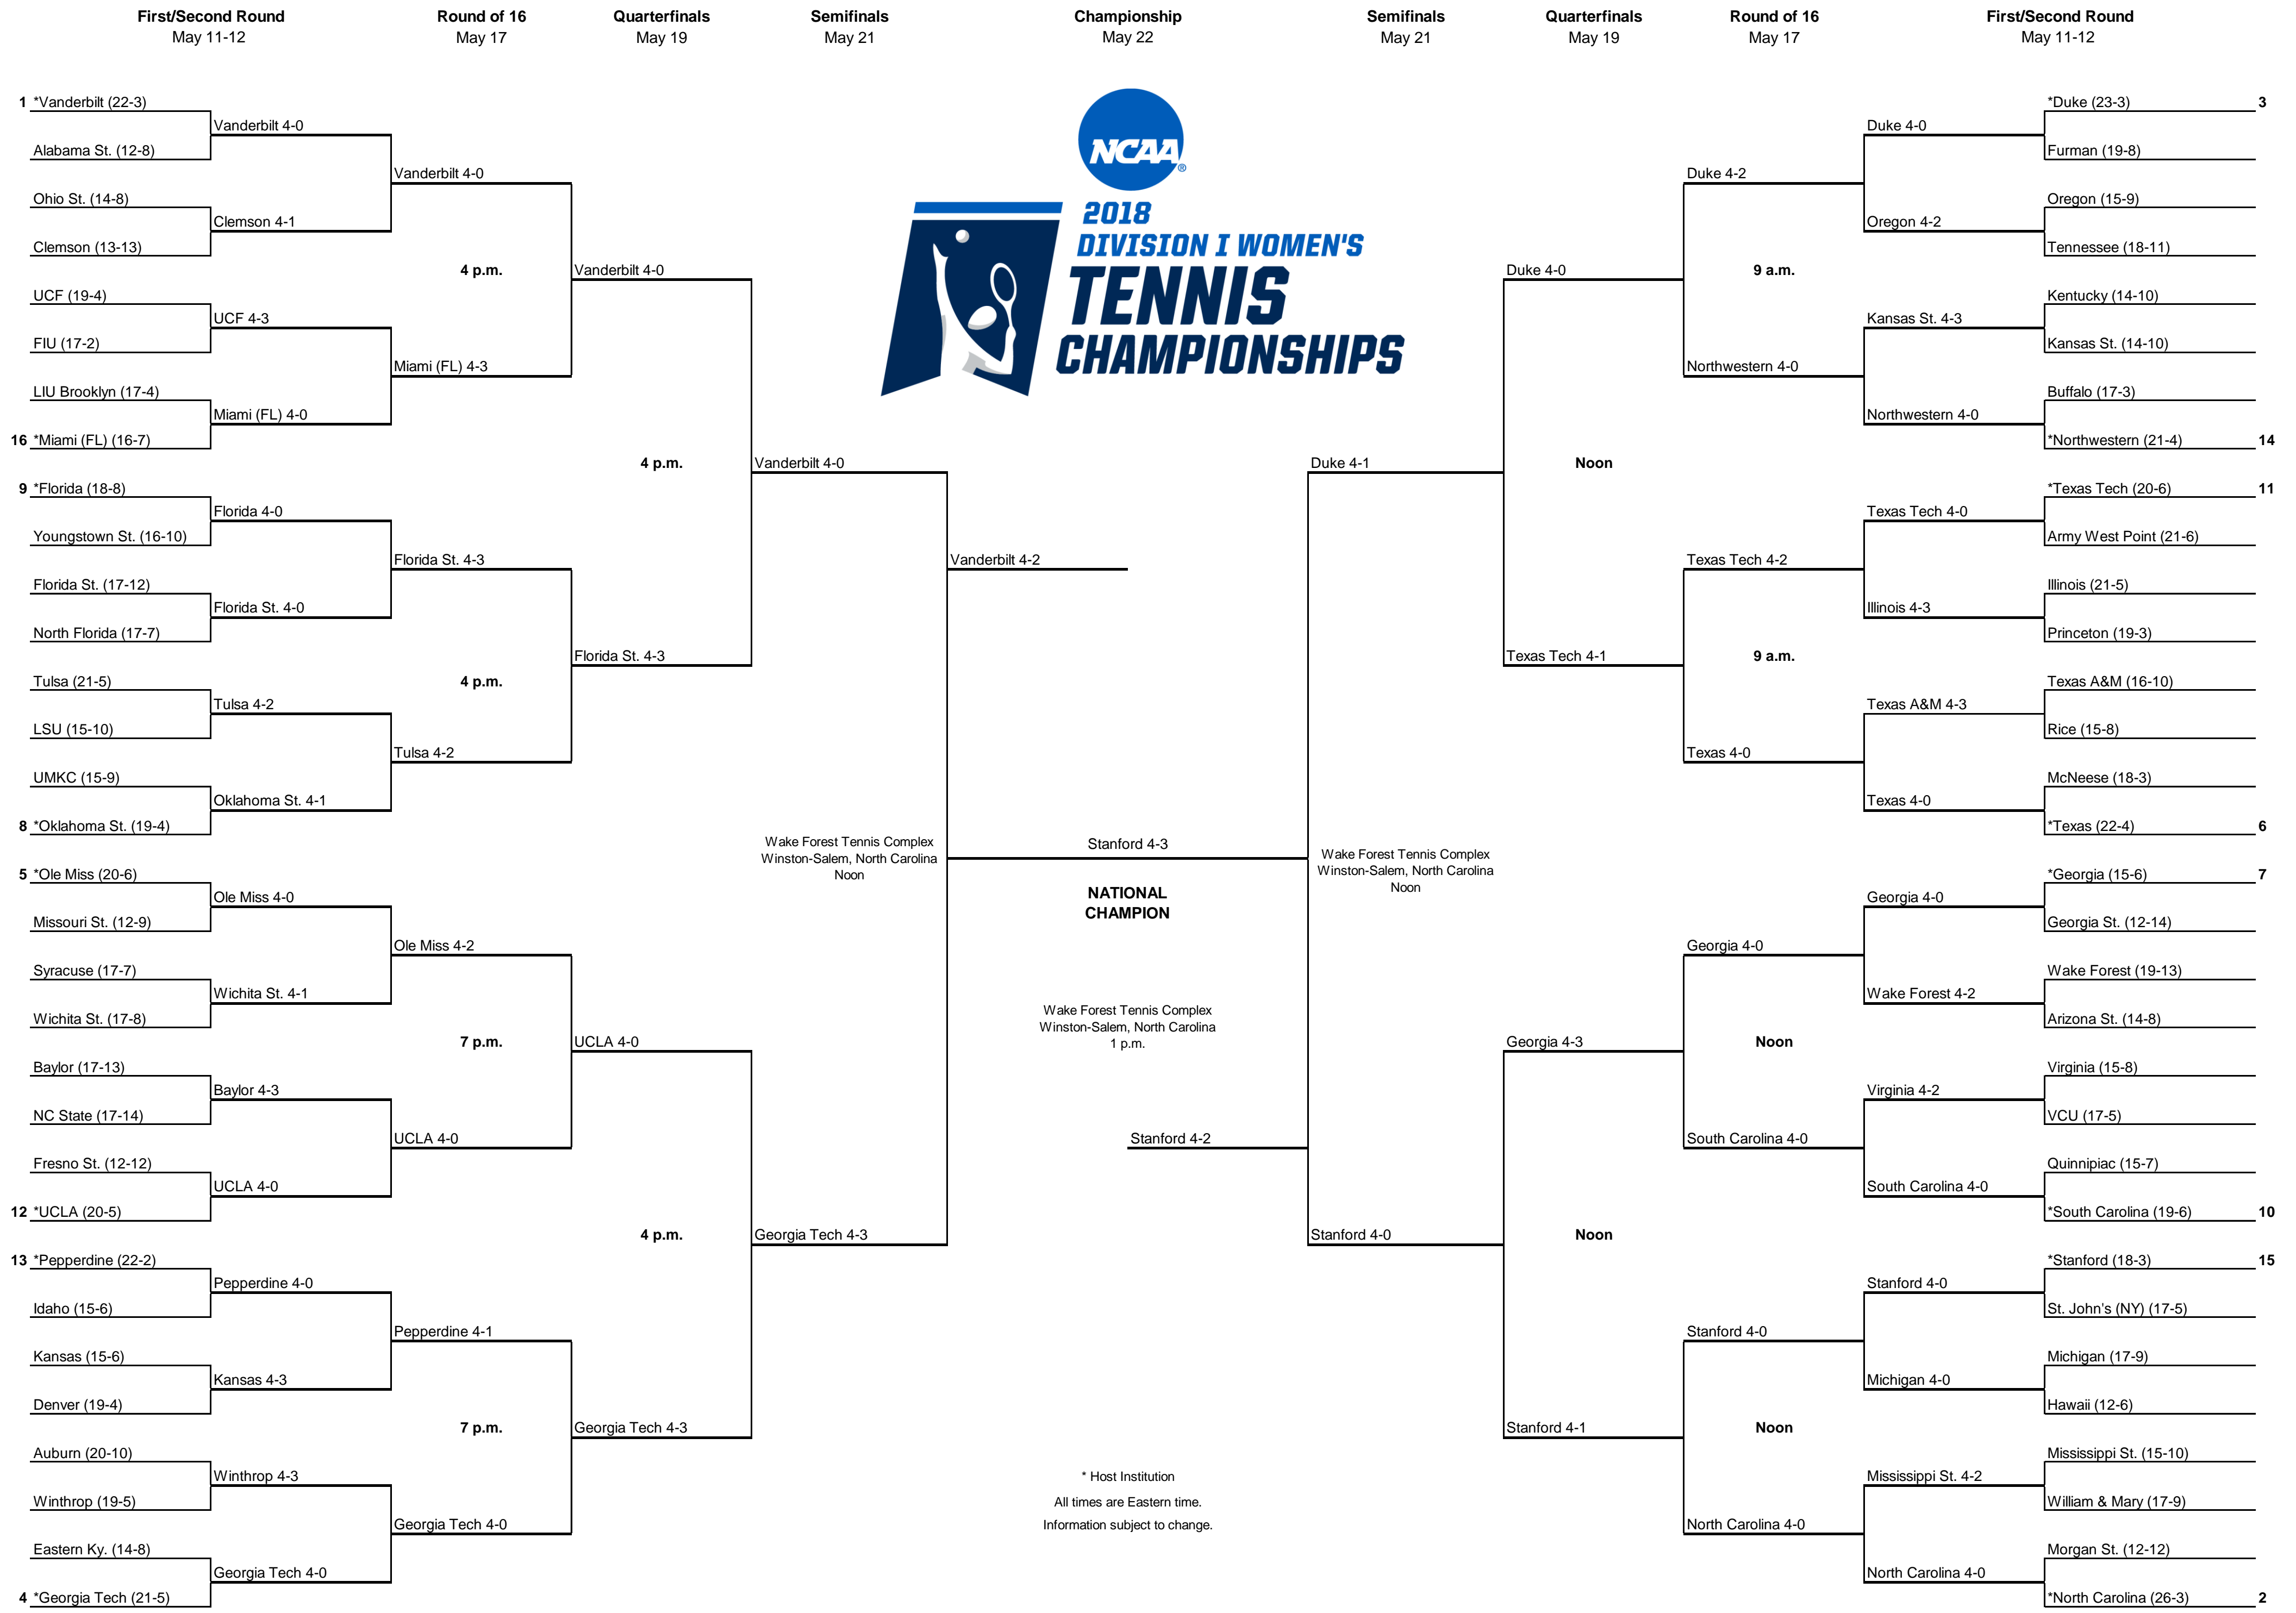 First/Second Round
May 11-12
Round of 16
May 17
Quarterfinals
May 19
Semifinals
May 21
Championship
May 22
Semifinals
May 21
Quarterfinals
May 19
Round of 16
May 17
First/Second Round
May 11-12
1 *Vanderbilt (22-3)
Alabama St. (12-8)
Ohio St. (14-8)
Clemson (13-13)
UCF (19-4)
FIU (17-2)
LIU Brooklyn (17-4)
16 *Miami (FL) (16-7)
9 *Florida (18-8)
Youngstown St. (16-10)
Florida St. (17-12)
North Florida (17-7)
Tulsa (21-5)
LSU (15-10)
UMKC (15-9)
8 *Oklahoma St. (19-4)
5 *Ole Miss (20-6)
Missouri St. (12-9)
Syracuse (17-7)
Wichita St. (17-8)
Baylor (17-13)
NC State (17-14)
Fresno St. (12-12)
12 *UCLA (20-5)
13 *Pepperdine (22-2)
Idaho (15-6)
Kansas (15-6)
Denver (19-4)
Auburn (20-10)
Winthrop (19-5)
Eastern Ky. (14-8)
4 *Georgia Tech (21-5)
Vanderbilt 4-0
Clemson 4-1
UCF 4-3
Miami (FL) 4-0
Florida 4-0
Florida St. 4-0
Tulsa 4-2
Oklahoma St. 4-1
Ole Miss 4-0
Wichita St. 4-1
Baylor 4-3
UCLA 4-0
Pepperdine 4-0
Kansas 4-3
Winthrop 4-3
Georgia Tech 4-0
Vanderbilt 4-0
4 p.m.
Miami (FL) 4-3
Florida St. 4-3
4 p.m.
Tulsa 4-2
Ole Miss 4-2
7 p.m.
UCLA 4-0
Pepperdine 4-1
7 p.m.
Georgia Tech 4-0
Vanderbilt 4-0
4 p.m.
Florida St. 4-3
UCLA 4-0
4 p.m.
Georgia Tech 4-3
Vanderbilt 4-0
Wake Forest Tennis Complex
Winston-Salem, North Carolina
Noon
Georgia Tech 4-3
NCAA®
2018
DIVISION I WOMEN'S
TENNIS
CHAMPIONSHIPS
Vanderbilt 4-2
Stanford 4-3
NATIONAL
CHAMPION
Wake Forest Tennis Complex
Winston-Salem, North Carolina
1 p.m.
Stanford 4-2
* Host Institution
All times are Eastern time.
Information subject to change.
Duke 4-1
Wake Forest Tennis Complex
Winston-Salem, North Carolina
Noon
Stanford 4-0
Duke 4-0
Noon
Texas Tech 4-1
Georgia 4-3
Noon
Stanford 4-1
Duke 4-2
9 a.m.
Northwestern 4-0
Texas Tech 4-2
9 a.m.
Texas 4-0
Georgia 4-0
Noon
South Carolina 4-0
Stanford 4-0
Noon
North Carolina 4-0
Duke 4-0
Oregon 4-2
Kansas St. 4-3
Northwestern 4-0
Texas Tech 4-0
Illinois 4-3
Texas A&M 4-3
Texas 4-0
Georgia 4-0
Wake Forest 4-2
Virginia 4-2
South Carolina 4-0
Stanford 4-0
Michigan 4-0
Mississippi St. 4-2
North Carolina 4-0
*Duke (23-3) 3
Furman (19-8)
Oregon (15-9)
Tennessee (18-11)
Kentucky (14-10)
Kansas St. (14-10)
Buffalo (17-3)
*Northwestern (21-4) 14
*Texas Tech (20-6) 11
Army West Point (21-6)
Illinois (21-5)
Princeton (19-3)
Texas A&M (16-10)
Rice (15-8)
McNeese (18-3)
*Texas (22-4) 6
*Georgia (15-6) 7
Georgia St. (12-14)
Wake Forest (19-13)
Arizona St. (14-8)
Virginia (15-8)
VCU (17-5)
Quinnipiac (15-7)
*South Carolina (19-6) 10
*Stanford (18-3) 15
St. John's (NY) (17-5)
Michigan (17-9)
Hawaii (12-6)
Mississippi St. (15-10)
William & Mary (17-9)
Morgan St. (12-12)
*North Carolina (26-3) 2